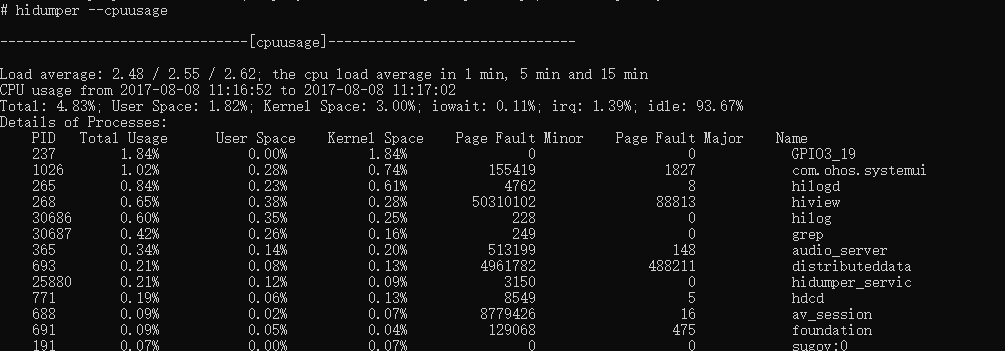 # hidumper --cpuusage
-------------------------------[cpuusage]-------------------------------
Load average: 2.48 / 2.55 / 2.62; the cpu load average in 1 min, 5 min and 15 min
CPU usage from 2017-08-08 11:16:52 to 2017-08-08 11:17:02
Total: 4.83%; User Space: 1.82%; Kernel Space: 3.00%; iowait: 0.11%; irq: 1.39%; idle: 93.67%
Details of Processes:
PID Total Usage User Space Kernel Space Page Fault Minor Page Fault Major Name
237 1.84% 0.00% 1.84% 0 0 GPIO3_19
1026 1.02% 0.28% 0.74% 155419 1827 com.ohos.systemui
265 0.84% 0.23% 0.61% 4762 8 hilogd
268 0.65% 0.38% 0.28% 50310102 88813 hiview
30686 0.60% 0.35% 0.25% 228 0 hilog
30687 0.42% 0.26% 0.16% 249 0 grep
365 0.34% 0.14% 0.20% 513199 148 audio_server
693 0.21% 0.08% 0.13% 4961782 488211 distributeddata
25880 0.21% 0.12% 0.09% 3150 0 hidumper_servic
771 0.19% 0.06% 0.13% 8549 5 hdcd
688 0.09% 0.02% 0.07% 8779426 16 av_session
691 0.09% 0.05% 0.04% 129068 475 foundation
191 0.07% 0.00% 0.07% 0 0 sugov:0